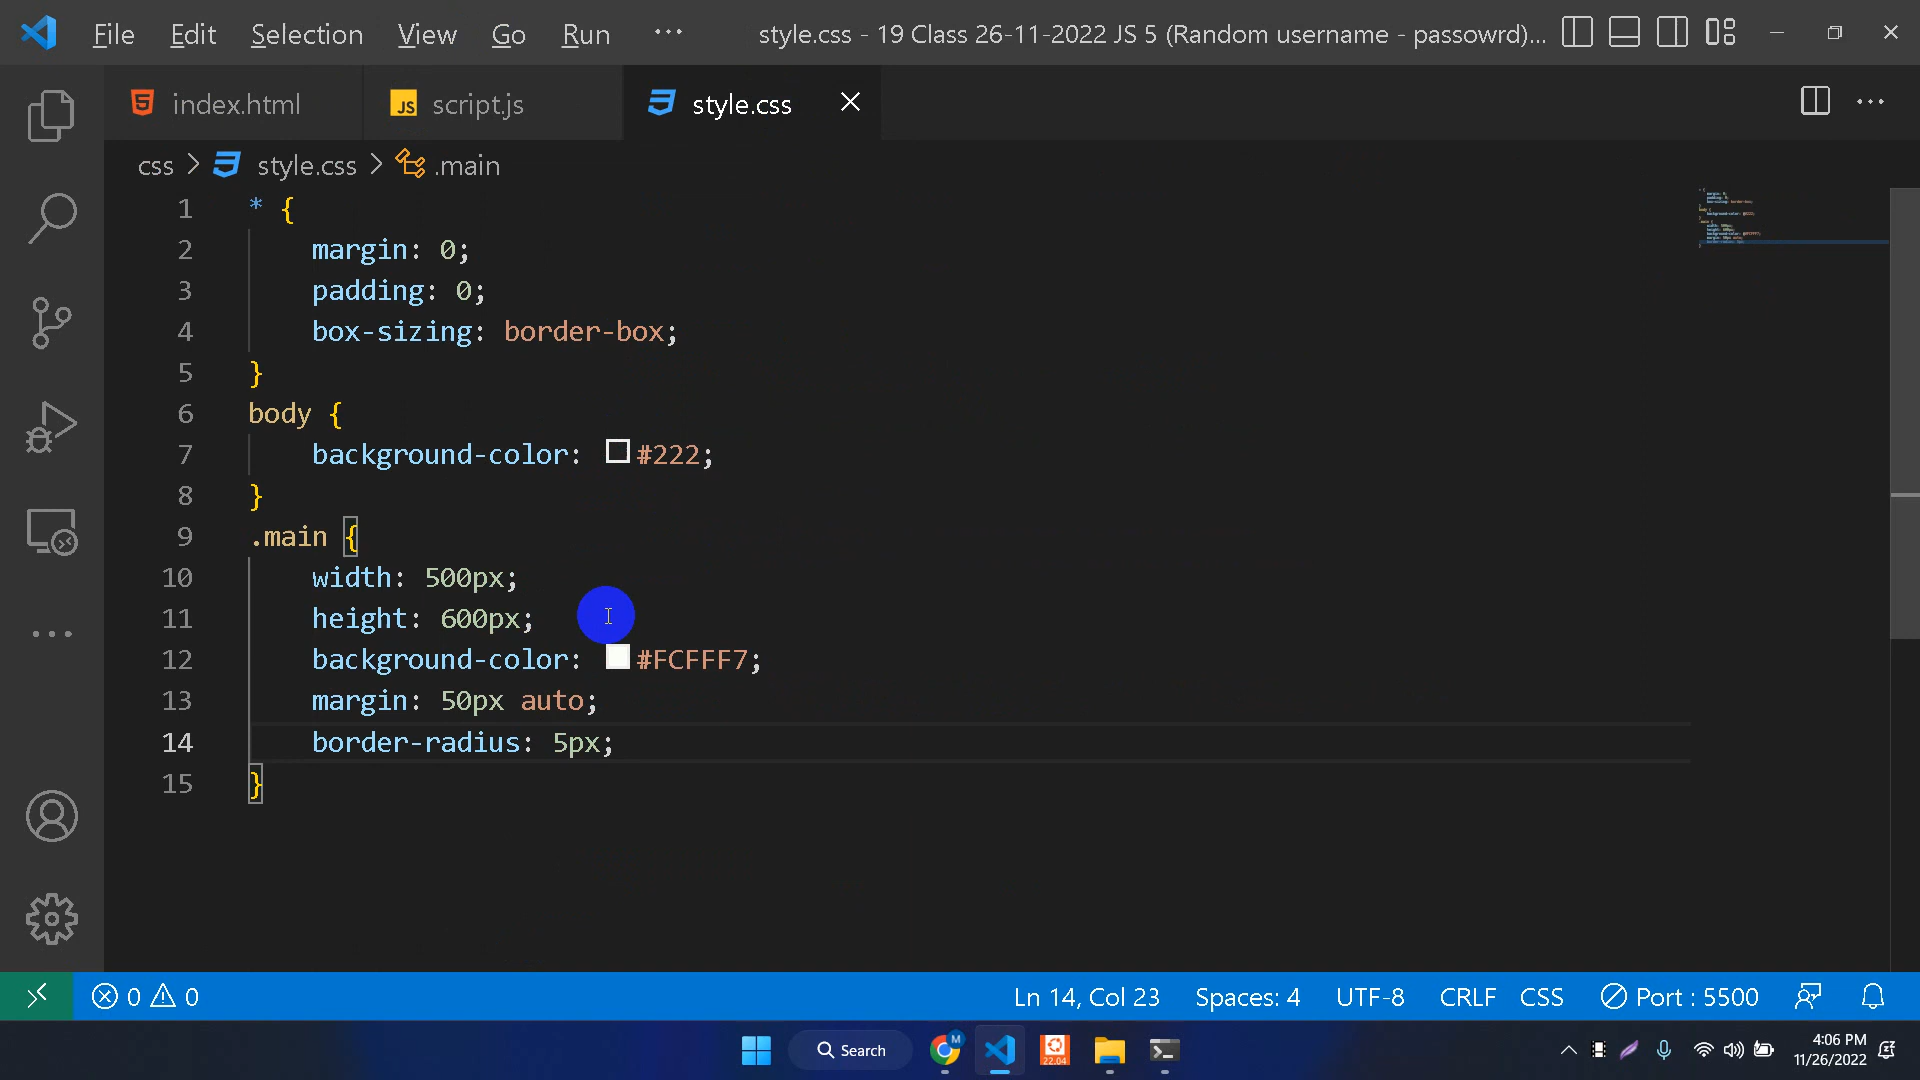 File Edit Selection View Go Run ··· style.css - 19 Class 26-11-2022 JS 5 (Random username - passowrd)...
index.html JS script.js style.css
css > style.css > .main
1 * {
2 margin: 0;
3 padding: 0;
4 box-sizing: border-box;
5 }
6 body {
7 background-color: #222;
8 }
9 .main {
10 width: 500px;
11 height: 600px;
12 background-color: #FCFFF7;
13 margin: 50px auto;
14 border-radius: 5px;
15 }
0 0 Ln 14, Col 23 Spaces: 4 UTF-8 CRLF CSS Port : 5500
Search M 22.04 4:06 PM
11/26/2022